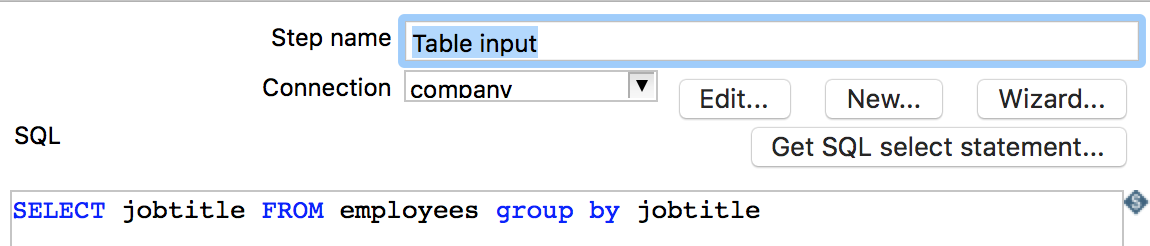 Step name Table input
Connection company Edit... New... Wizard...
SQL
Get SQL select statement...
SELECT jobtitle FROM employees group by jobtitle